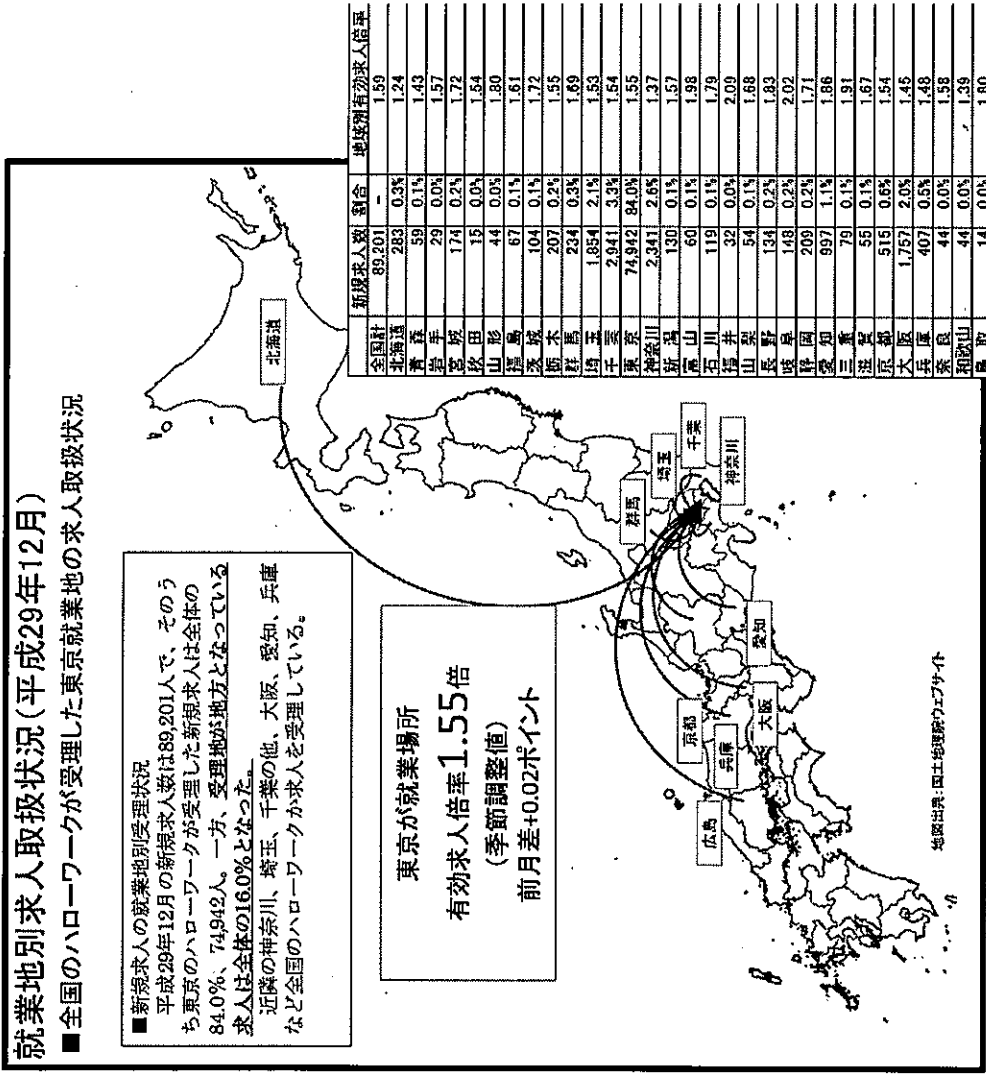 就業地別求人取扱状況(平成29年12月)
■全国のハローワークが受理した東京就業地の求人取扱状況
■新規求人の就業地別受理状況
平成29年12月の新規求人数は89,201人で、そのう
ち東京のハローワークが受理した新規求人は全体の
84.0%、74,942人。一方、受理地が地方となっている
求人は全体の16.0%となった。
近隣の神奈川、埼玉、千葉の他、大阪、愛知、兵庫
など全国のハローワークが求人を受理している。
東京が就業場所
有効求人倍率1.55倍
(季節調整値)
前月差+0.02ポイント
北海道
群馬
埼玉
千葉
神奈川
京都
兵庫
広島
大阪
愛知
地図出典:国土地理院ウェブサイト
新規求人数 割合 地域別有効求人倍率
全国計 89,201 - 1.59
北海道 283 0.3% 1.24
青森 59 0.1% 1.43
岩手 29 0.0% 1.57
宮城 174 0.2% 1.72
秋田 15 0.0% 1.54
山形 44 0.0% 1.80
福島 67 0.1% 1.61
茨城 104 0.1% 1.72
栃木 207 0.2% 1.55
群馬 234 0.3% 1.69
埼玉 1,854 2.1% 1.53
千葉 2,941 3.3% 1.54
東京 74,942 84.0% 1.55
神奈川 2,341 2.6% 1.37
新潟 130 0.1% 1.57
富山 60 0.1% 1.98
石川 119 0.1% 1.79
福井 32 0.0% 2.09
山梨 54 0.1% 1.68
長野 134 0.2% 1.83
岐阜 148 0.2% 2.02
静岡 209 0.2% 1.71
愛知 997 1.1% 1.86
三重 79 0.1% 1.91
滋賀 55 0.1% 1.67
京都 515 0.6% 1.54
大阪 1,757 2.0% 1.45
兵庫 407 0.5% 1.48
奈良 44 0.0% 1.58
和歌山 44 0.0% 1.39
鳥取 14 0.0% 1.80